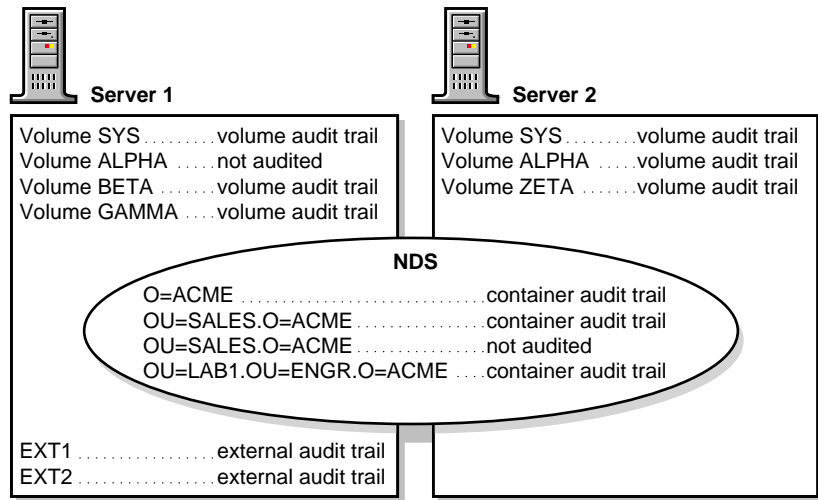 Server 1
Volume SYS.........volume audit trail
Volume ALPHA .....not audited
Volume BETA .......volume audit trail
Volume GAMMA ....volume audit trail
Server 2
Volume SYS.........volume audit trail
Volume ALPHA .....volume audit trail
Volume ZETA .......volume audit trail
NDS
O=ACME ..............................container audit trail
OU=SALES.O=ACME ................container audit trail
OU=SALES.O=ACME ................not audited
OU=LAB1.OU=ENGR.O=ACME ....container audit trail
EXT1 .................external audit trail
EXT2 .................external audit trail